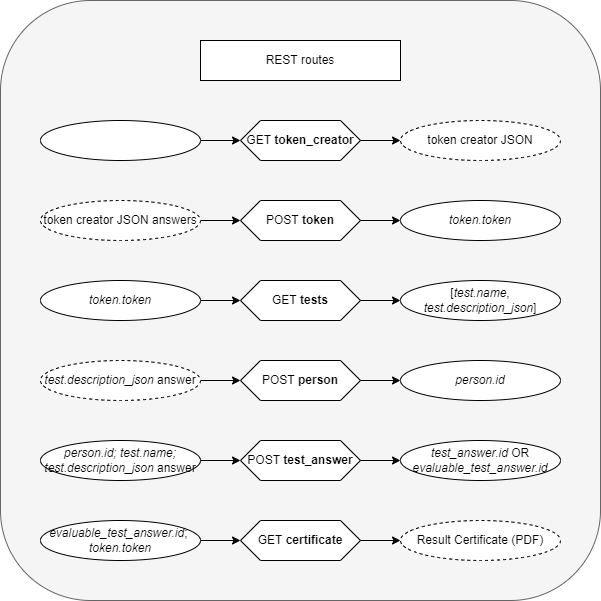 REST routes
GET token_creator
token creator JSON
token creator JSON answers
POST token
token.token
token.token
GET tests
[test.name,
test.description_json]
test.description_json answer
POST person
person.id
person.id; test.name;
test.description_json answer
POST test_answer
test_answer.id OR
evaluable_test_answer.id
evaluable_test_answer.id;
token.token
GET certificate
Result Certificate (PDF)